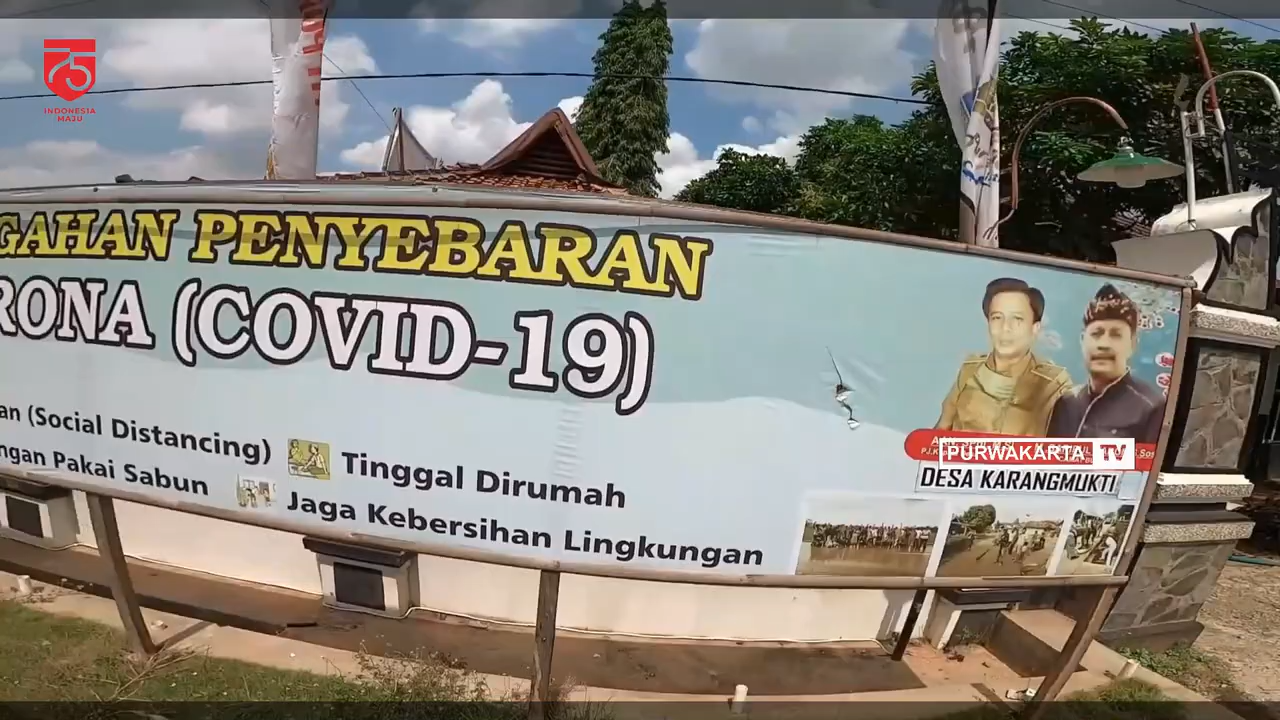 75
INDONESIA
MAJU
GAHAN PENYEBARAN
RONA (COVID-19)
an (Social Distancing)
Tinggal Dirumah
ngan Pakai Sabun
Jaga Kebersihan Lingkungan
PURWAKARTA TV
DESA KARANGMUKTI